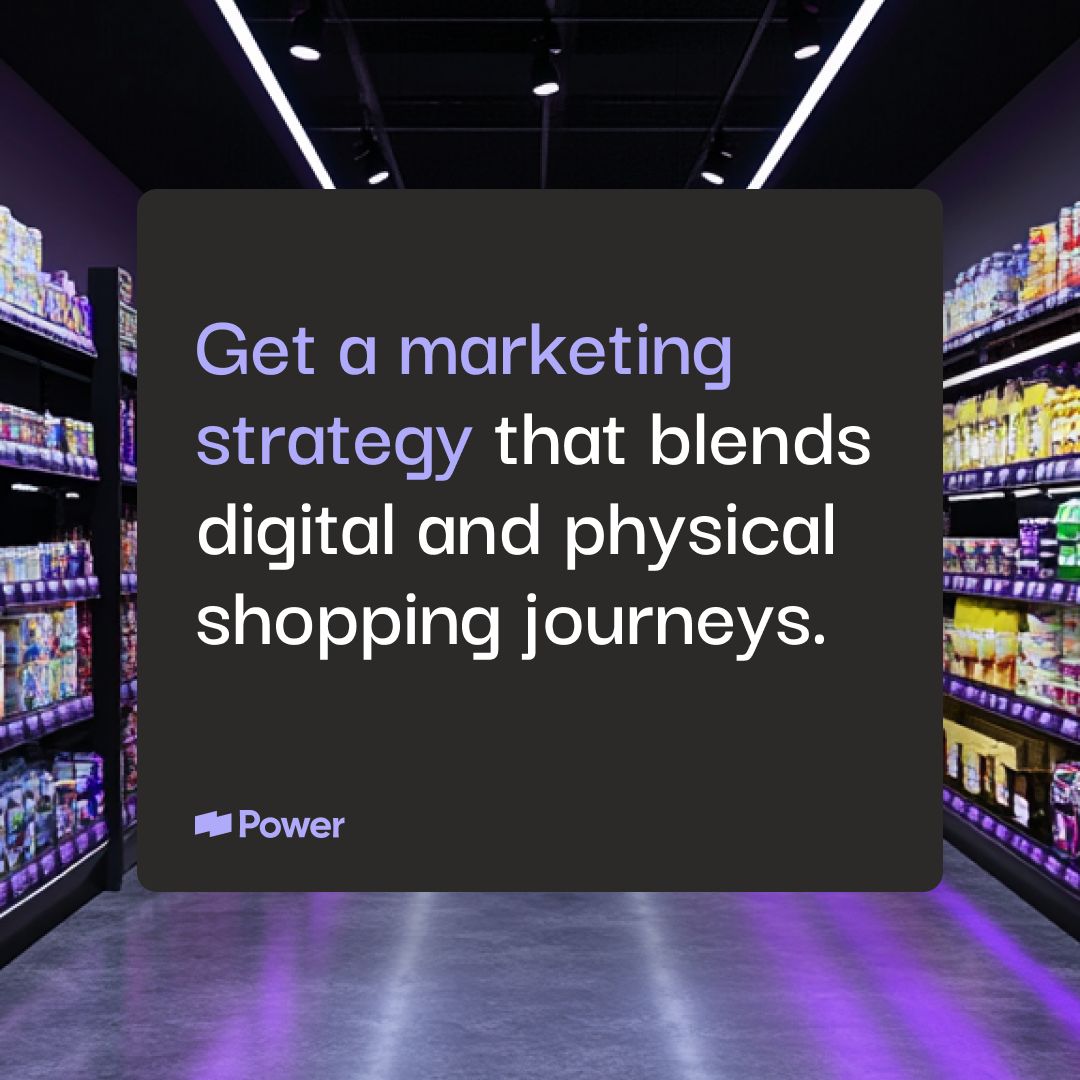 Get a marketing
strategy that blends
digital and physical
shopping journeys.
Power